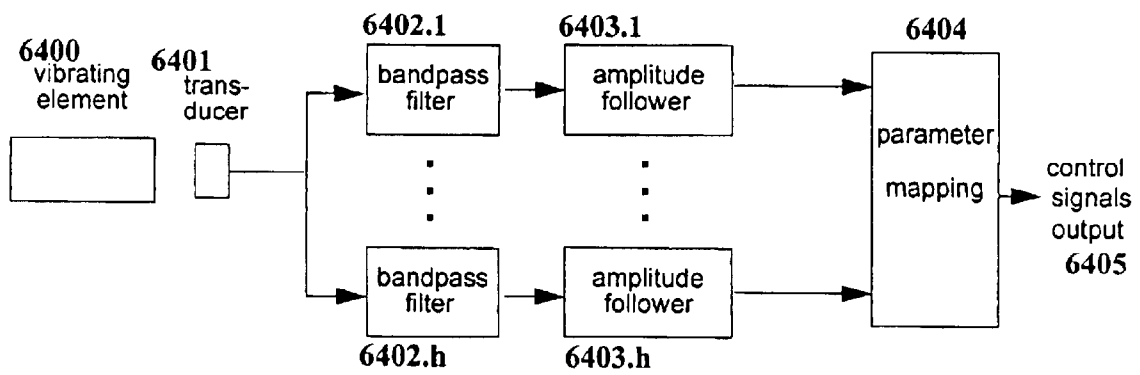 6400
vibrating
element
6401
trans-
ducer
6402.1
bandpass
filter
6403.1
amplitude
follower
6404
parameter
mapping
control
signals
output
6405
bandpass
filter
6402.h
amplitude
follower
6403.h